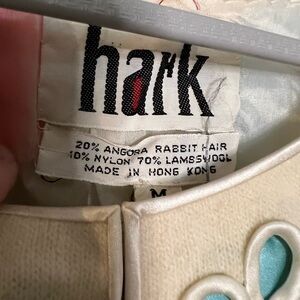 hark
20% ANGORA RABBIT HAIR
10% NYLON 70% LAMBSWOOL
MADE IN HONG KONG
M